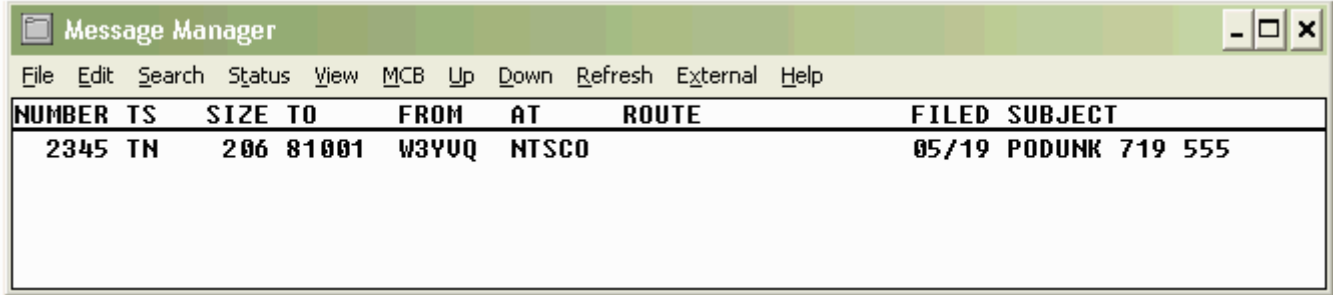 Message Manager
File Edit Search Status View MCB Up Down Refresh External Help
NUMBER TS SIZE TO FROM AT ROUTE FILED SUBJECT
2345 TN 206 81001 W3YVQ NTSCO 05/19 PODUNK 719 555